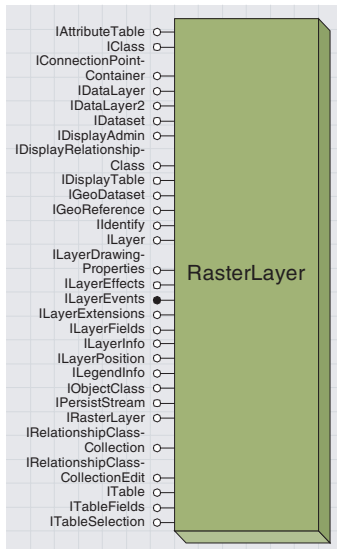 IAttributeTable
IClass
IConnectionPoint-
Container
IDataLayer
IDataLayer2
IDataset
IDisplayAdmin
IDisplayRelationship-
Class
IDisplayTable
IGeoDataset
IGeoReference
IIdentify
ILayer
ILayerDrawing-
Properties
ILayerEffects
ILayerEvents
ILayerExtensions
ILayerFields
ILayerInfo
ILayerPosition
ILegendInfo
IObjectClass
IPersistStream
IRasterLayer
IRelationshipClass-
Collection
IRelationshipClass-
CollectionEdit
ITable
ITableFields
ITableSelection
RasterLayer